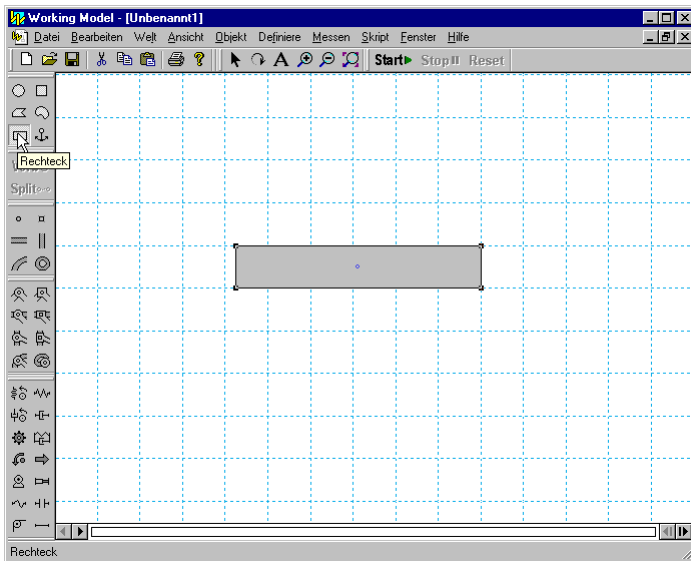 Working Model - [Unbenannt1]
Datei Bearbeiten Welt Ansicht Objekt Definiere Messen Skript Fenster Hilfe
A Start Stop Reset
Rechteck
Split
Rechteck